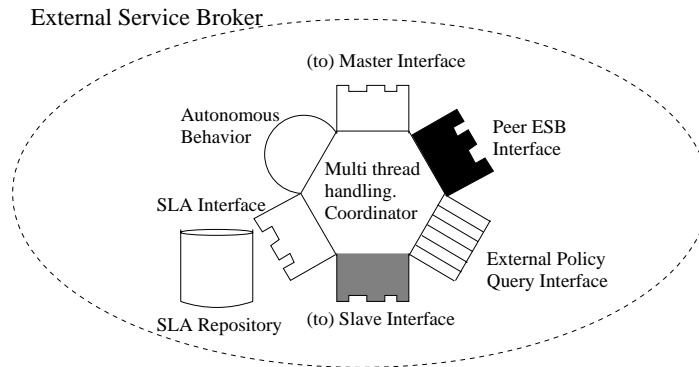 External Service Broker
(to) Master Interface
Autonomous
Behavior
Peer ESB
Interface
Multi thread
handling.
Coordinator
SLA Interface
External Policy
Query Interface
SLA Repository
(to) Slave Interface